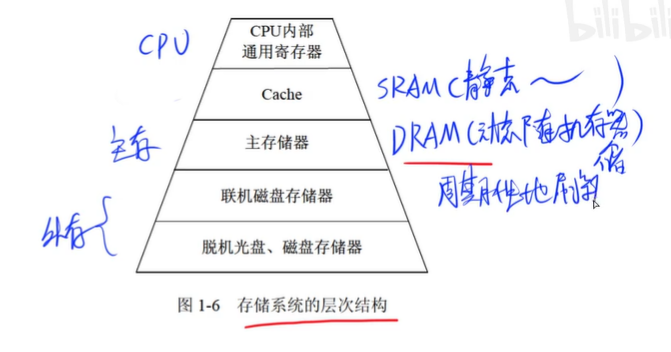 bilibili
CPU
CPU内部
通用寄存器
Cache
SRAM(静态~)
主存
主存储器
DRAM(动态随机存储器)
周期性地刷新
联机磁盘存储器
外存
脱机光盘、磁盘存储器
图 1-6 存储系统的层次结构